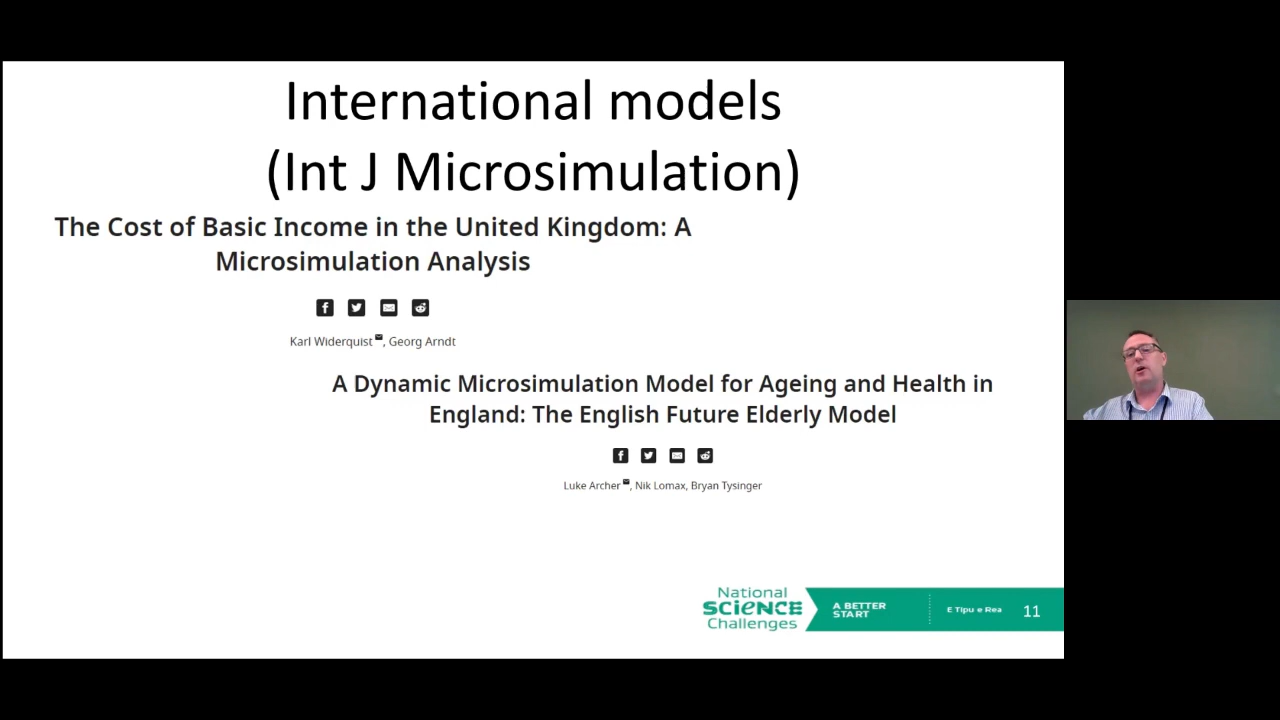 International models
(Int J Microsimulation)
The Cost of Basic Income in the United Kingdom: A
Microsimulation Analysis
Karl Widerquist, Georg Arndt
A Dynamic Microsimulation Model for Ageing and Health in
England: The English Future Elderly Model
Luke Archer, Nik Lomax, Bryan Tysinger
National
SCIENCE
Challenges
A BETTER
START
E Tipu e Rea
11